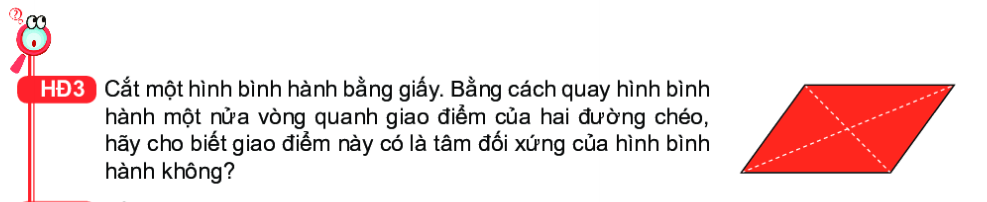 HĐ3 Cắt một hình bình hành bằng giấy. Bằng cách quay hình bình
hành một nửa vòng quanh giao điểm của hai đường chéo,
hãy cho biết giao điểm này có là tâm đối xứng của hình bình
hành không?